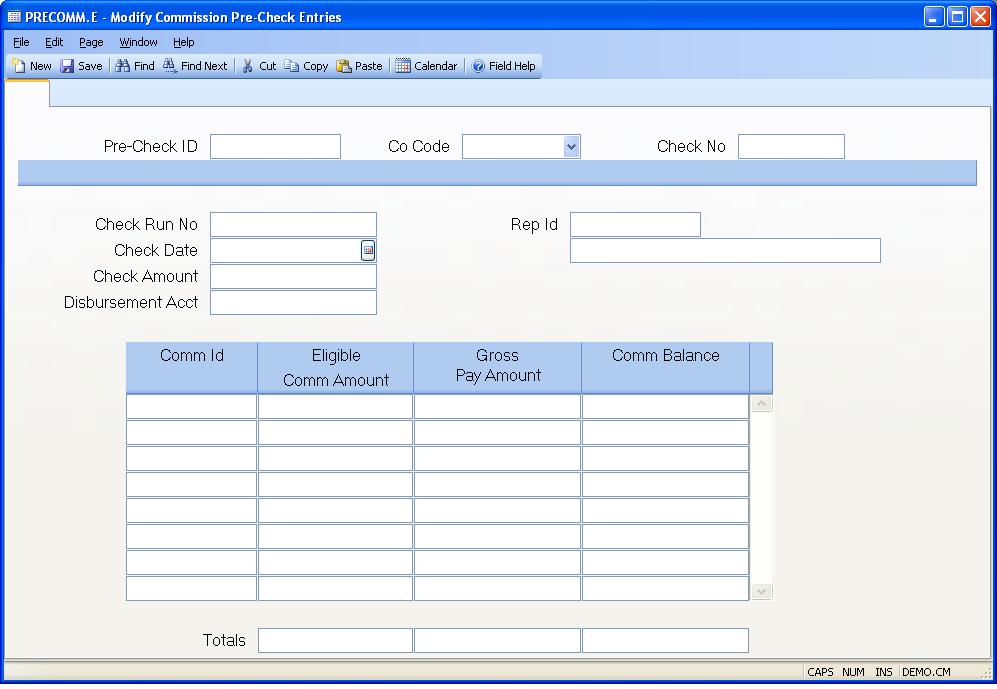 PRECOMM.E - Modify Commission Pre-Check Entries
File Edit Page Window Help
New Save Find Find Next Cut Copy Paste Calendar Field Help
Pre-Check ID Co Code Check No
Check Run No Rep Id
Check Date
Check Amount
Disbursement Acct
Comm Id Eligible Gross Comm Balance
Comm Amount Pay Amount
Totals
CAPS NUM INS DEMO.CM